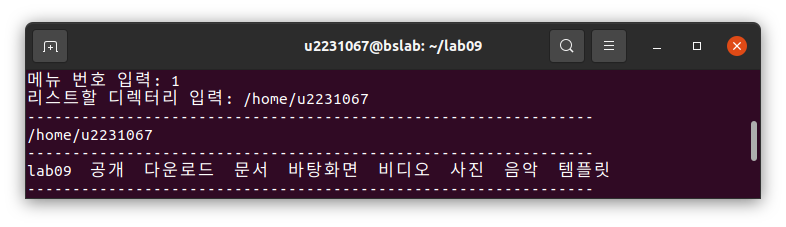 u2231067@bslab: ~/lab09
메뉴 번호 입력: 1
리스트할 디렉터리 입력: /home/u2231067
---------------------------------------------------------------
/home/u2231067
---------------------------------------------------------------
lab09  공개  다운로드  문서  바탕화면  비디오  사진  음악  템플릿
---------------------------------------------------------------